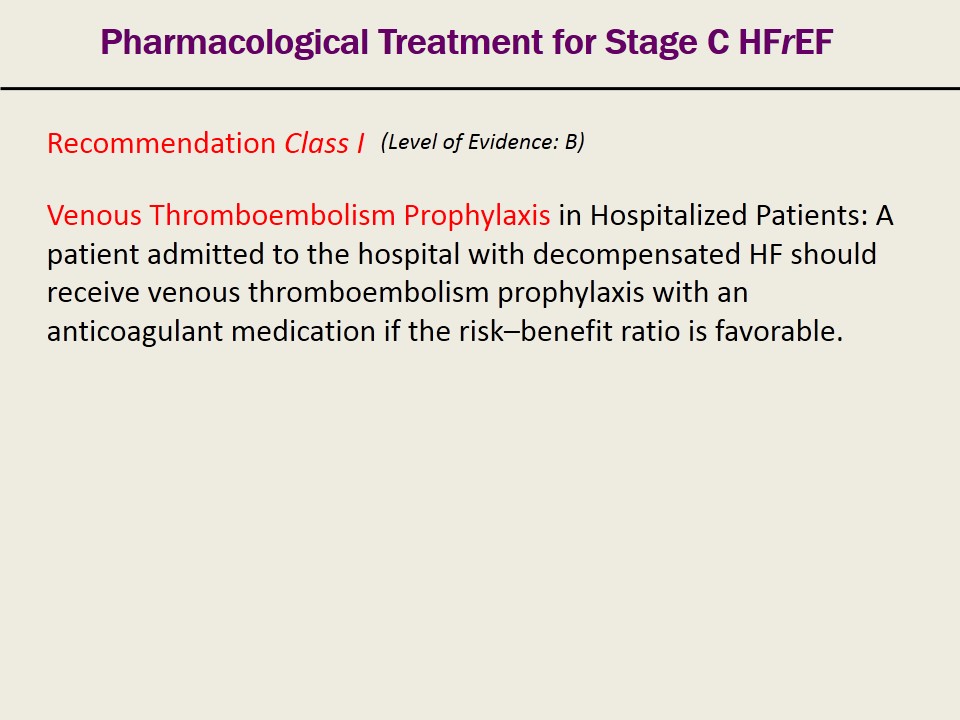 Pharmacological Treatment for Stage C HFrEF
Recommendation Class I (Level of Evidence: B)
Venous Thromboembolism Prophylaxis in Hospitalized Patients: A
patient admitted to the hospital with decompensated HF should
receive venous thromboembolism prophylaxis with an
anticoagulant medication if the risk–benefit ratio is favorable.